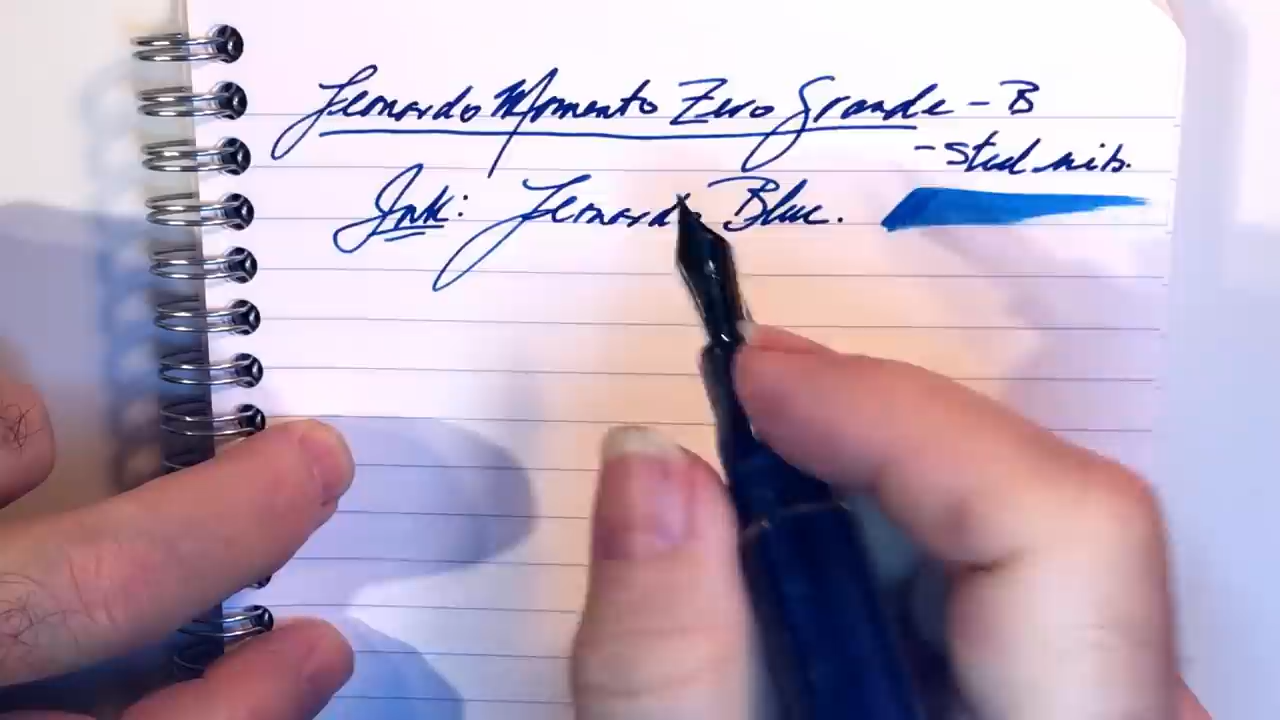 Leonardo Momento Zero Grande - B
- steel nib.
Ink: Leonardo Blue.